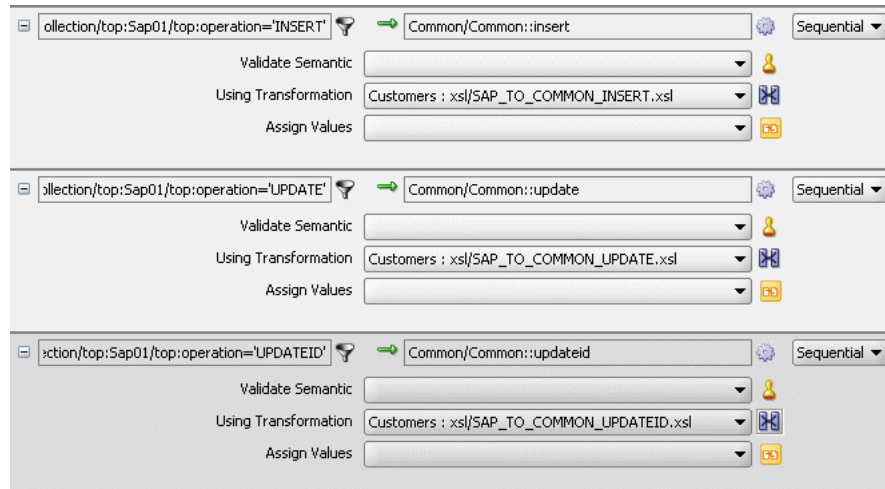 ollection/top:Sap01/top:operation='INSERT' Common/Common::insert Sequential
Validate Semantic
Using Transformation Customers : xsl/SAP_TO_COMMON_INSERT.xsl
Assign Values
ollection/top:Sap01/top:operation='UPDATE' Common/Common::update Sequential
Validate Semantic
Using Transformation Customers : xsl/SAP_TO_COMMON_UPDATE.xsl
Assign Values
ection/top:Sap01/top:operation='UPDATEID' Common/Common::updateid Sequential
Validate Semantic
Using Transformation Customers : xsl/SAP_TO_COMMON_UPDATEID.xsl
Assign Values